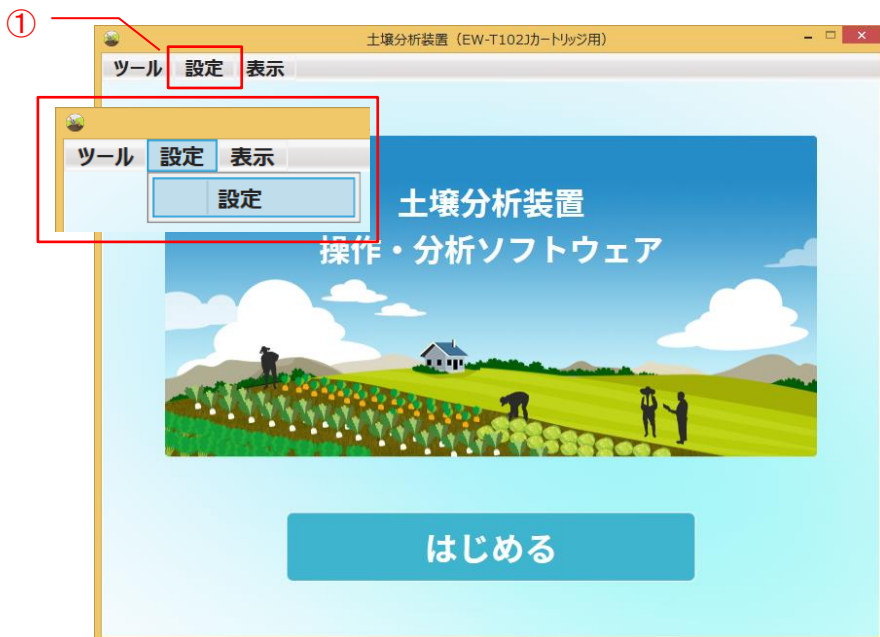 ①
土壌分析装置（EW-T102Jカートリッジ用）
ツール 設定 表示
ツール 設定 表示
設定
土壌分析装置
操作・分析ソフトウェア
はじめる